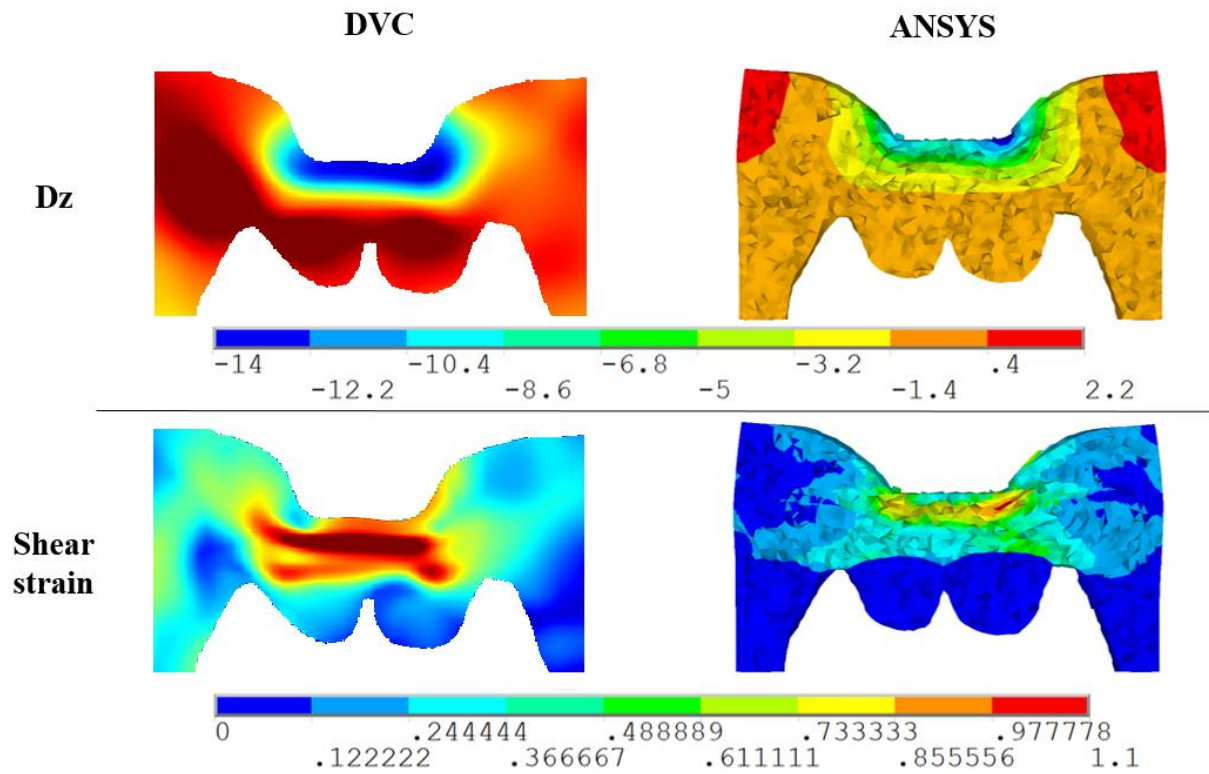 DVC ANSYS
Dz
-14 -10.4 -6.8 -3.2 .4
-12.2 -8.6 -5 -1.4 2.2
Shear
strain
0 .244444 .488889 .733333 .977778
.122222 .366667 .611111 .855556 1.1